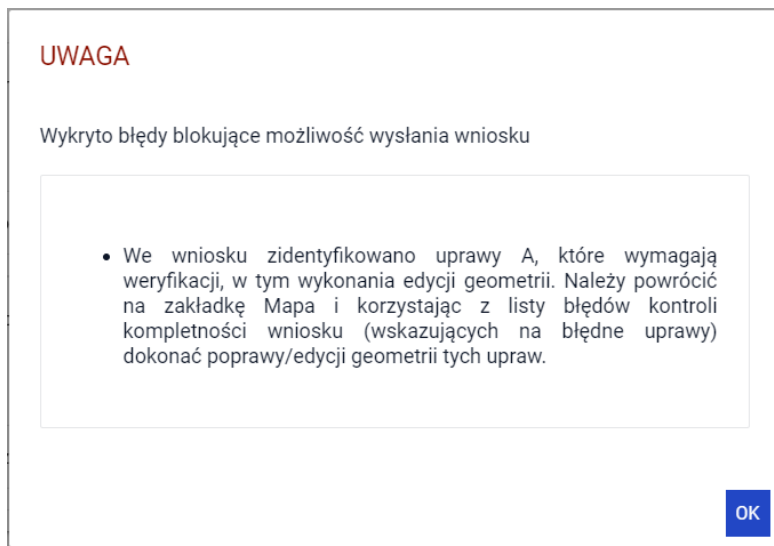 UWAGA
Wykryto błędy blokujące możliwość wysłania wniosku
• We wniosku zidentyfikowano uprawy A, które wymagają
weryfikacji, w tym wykonania edycji geometrii. Należy powrócić
na zakładkę Mapa i korzystając z listy błędów kontroli
kompletności wniosku (wskazujących na błędne uprawy)
dokonać poprawy/edycji geometrii tych upraw.
OK